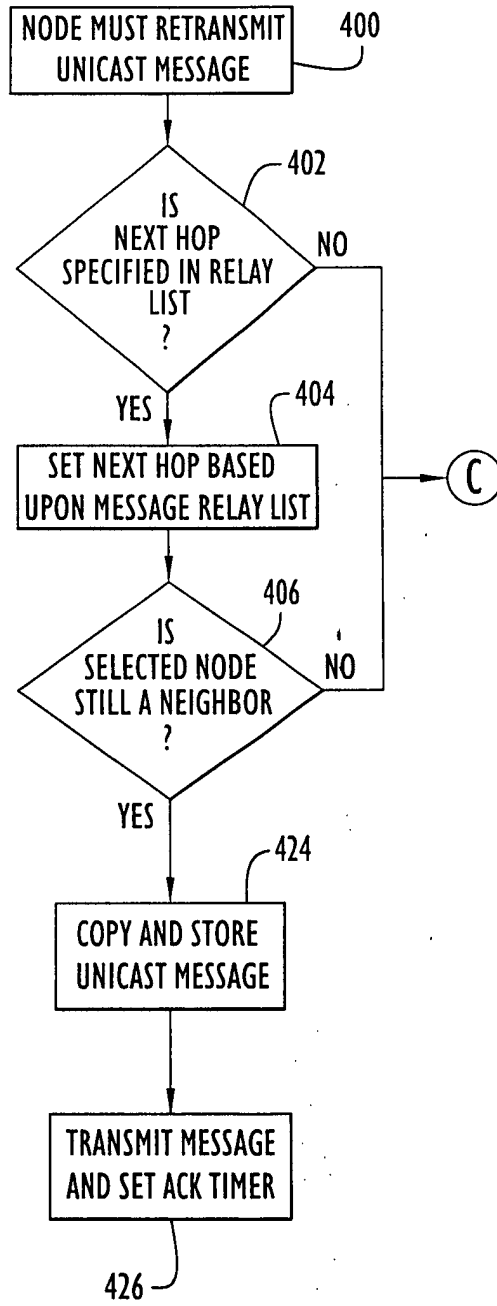 NODE MUST RETRANSMIT
UNICAST MESSAGE
400
402
IS
NEXT HOP
SPECIFIED IN RELAY
LIST
?
NO
YES
404
SET NEXT HOP BASED
UPON MESSAGE RELAY LIST
C
406
IS
SELECTED NODE
STILL A NEIGHBOR
?
NO
YES
424
COPY AND STORE
UNICAST MESSAGE
TRANSMIT MESSAGE
AND SET ACK TIMER
426